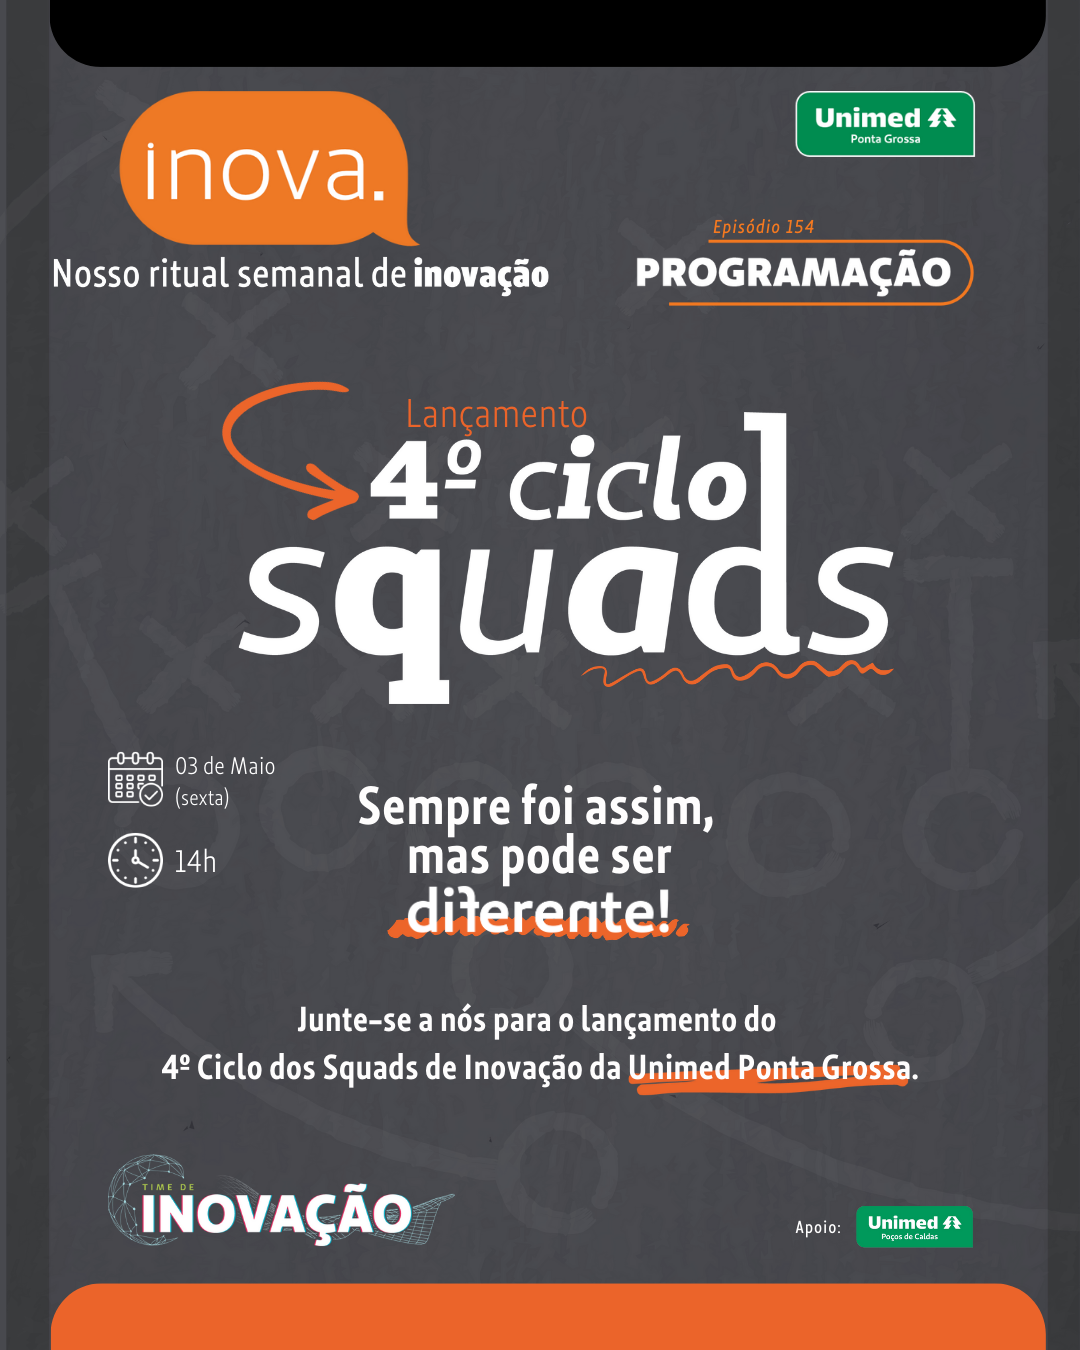 inova.
Nosso ritual semanal de inovação
Unimed
Ponta Grossa
Episódio 154
PROGRAMAÇÃO
Lançamento
4º ciclo
squads
03 de Maio
(sexta)
14h
Sempre foi assim,
mas pode ser
diferente!
Junte-se a nós para o lançamento do
4º Ciclo dos Squads de Inovação da Unimed Ponta Grossa.
TIME DE
INOVAÇÃO
Apoio:
Unimed
Poços de Caldas